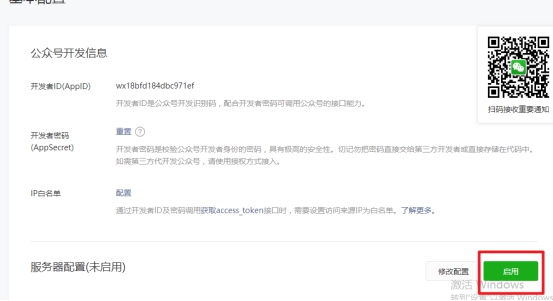 基本配置
公众号开发信息
开发者ID(AppID)
wx18bfd184dbc971ef
开发者ID是公众号开发识别码，配合开发者密码可调用公众号的接口能力。
扫码接收重要通知
开发者密码
(AppSecret)
重置 ?
开发者密码是校验公众号开发者身份的密码，具有极高的安全性。切记勿把密码直接交给第三方开发者或直接存储在代码中。
如需第三方代开发公众号，请使用授权方式接入。
IP白名单
配置
通过开发者ID及密码调用获取access_token接口时，需要设置访问来源IP为白名单。了解更多。
服务器配置(未启用)
修改配置
启用
激活 Windows
转到"设置"以激活 Windows